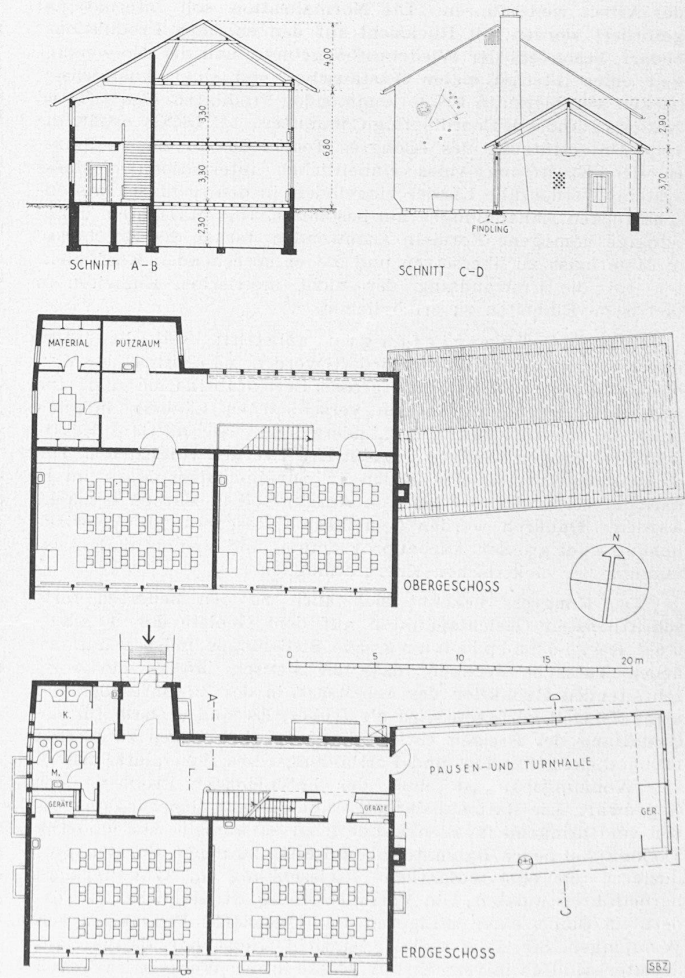 4,00
3,30
6,80
3,30
2,30
SCHNITT A-B
2,90
3,70
FINDLING
SCHNITT C-D
MATERIAL
PUTZRAUM
N
OBERGESCHOSS
0 5 10 15 20 m
K.
M.
GERÄTE
A
B
GERÄTE
PAUSEN-UND TURNHALLE
D
GER.
C
ERDGESCHOSS
SBZ